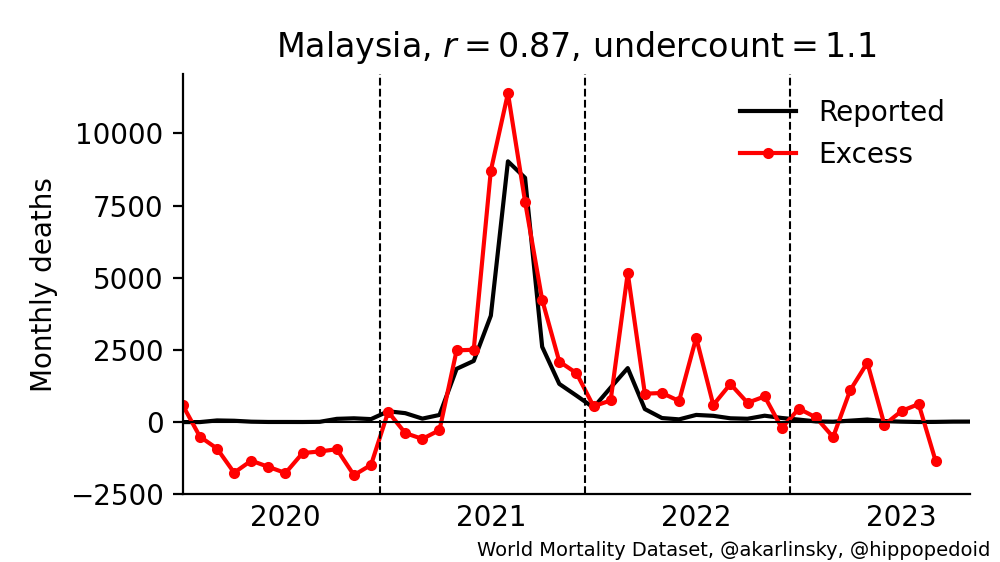 Malaysia, r = 0.87, undercount = 1.1
Reported
Excess
Monthly deaths
10000
7500
5000
2500
0
−2500
2020 2021 2022 2023
World Mortality Dataset, @akarlinsky, @hippopedoid